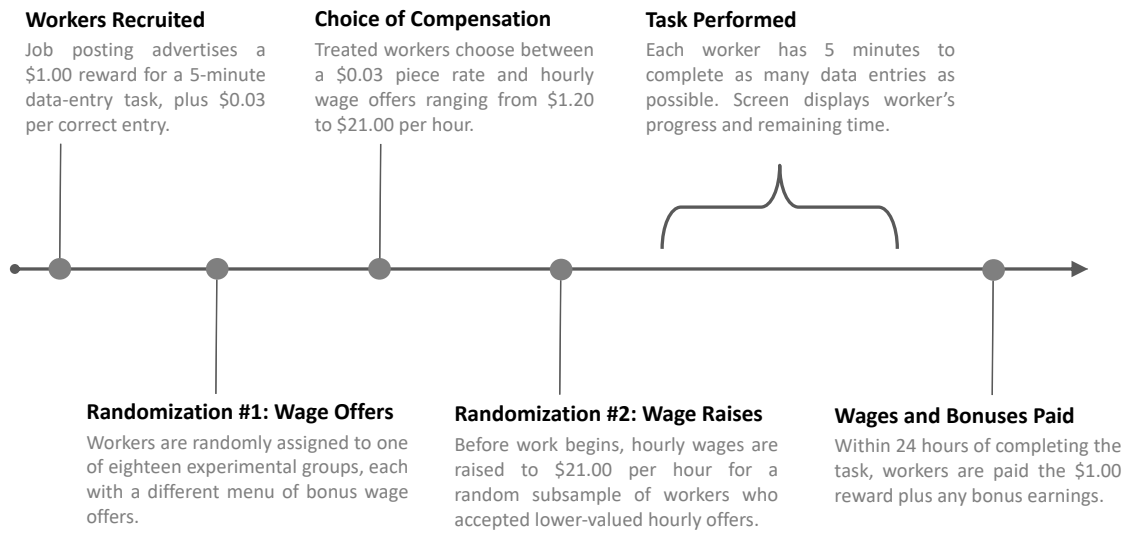 Workers Recruited
Job posting advertises a
$1.00 reward for a 5-minute
data-entry task, plus $0.03
per correct entry.
Choice of Compensation
Treated workers choose between
a $0.03 piece rate and hourly
wage offers ranging from $1.20
to $21.00 per hour.
Task Performed
Each worker has 5 minutes to
complete as many data entries as
possible. Screen displays worker’s
progress and remaining time.
Randomization #1: Wage Offers
Workers are randomly assigned to one
of eighteen experimental groups, each
with a different menu of bonus wage
offers.
Randomization #2: Wage Raises
Before work begins, hourly wages are
raised to $21.00 per hour for a
random subsample of workers who
accepted lower-valued hourly offers.
Wages and Bonuses Paid
Within 24 hours of completing the
task, workers are paid the $1.00
reward plus any bonus earnings.